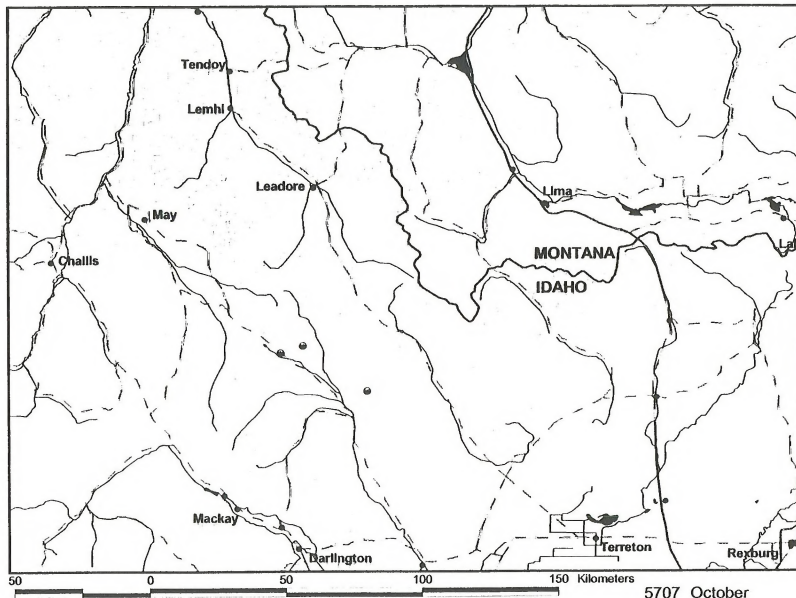 Tendoy
Lemhi
Leadore
May
Lima
La
MONTANA
Challis
IDAHO
Mackay
Terreton
Rexburg
Darlington
50 0 50 100 150 Kilometers
5707 October